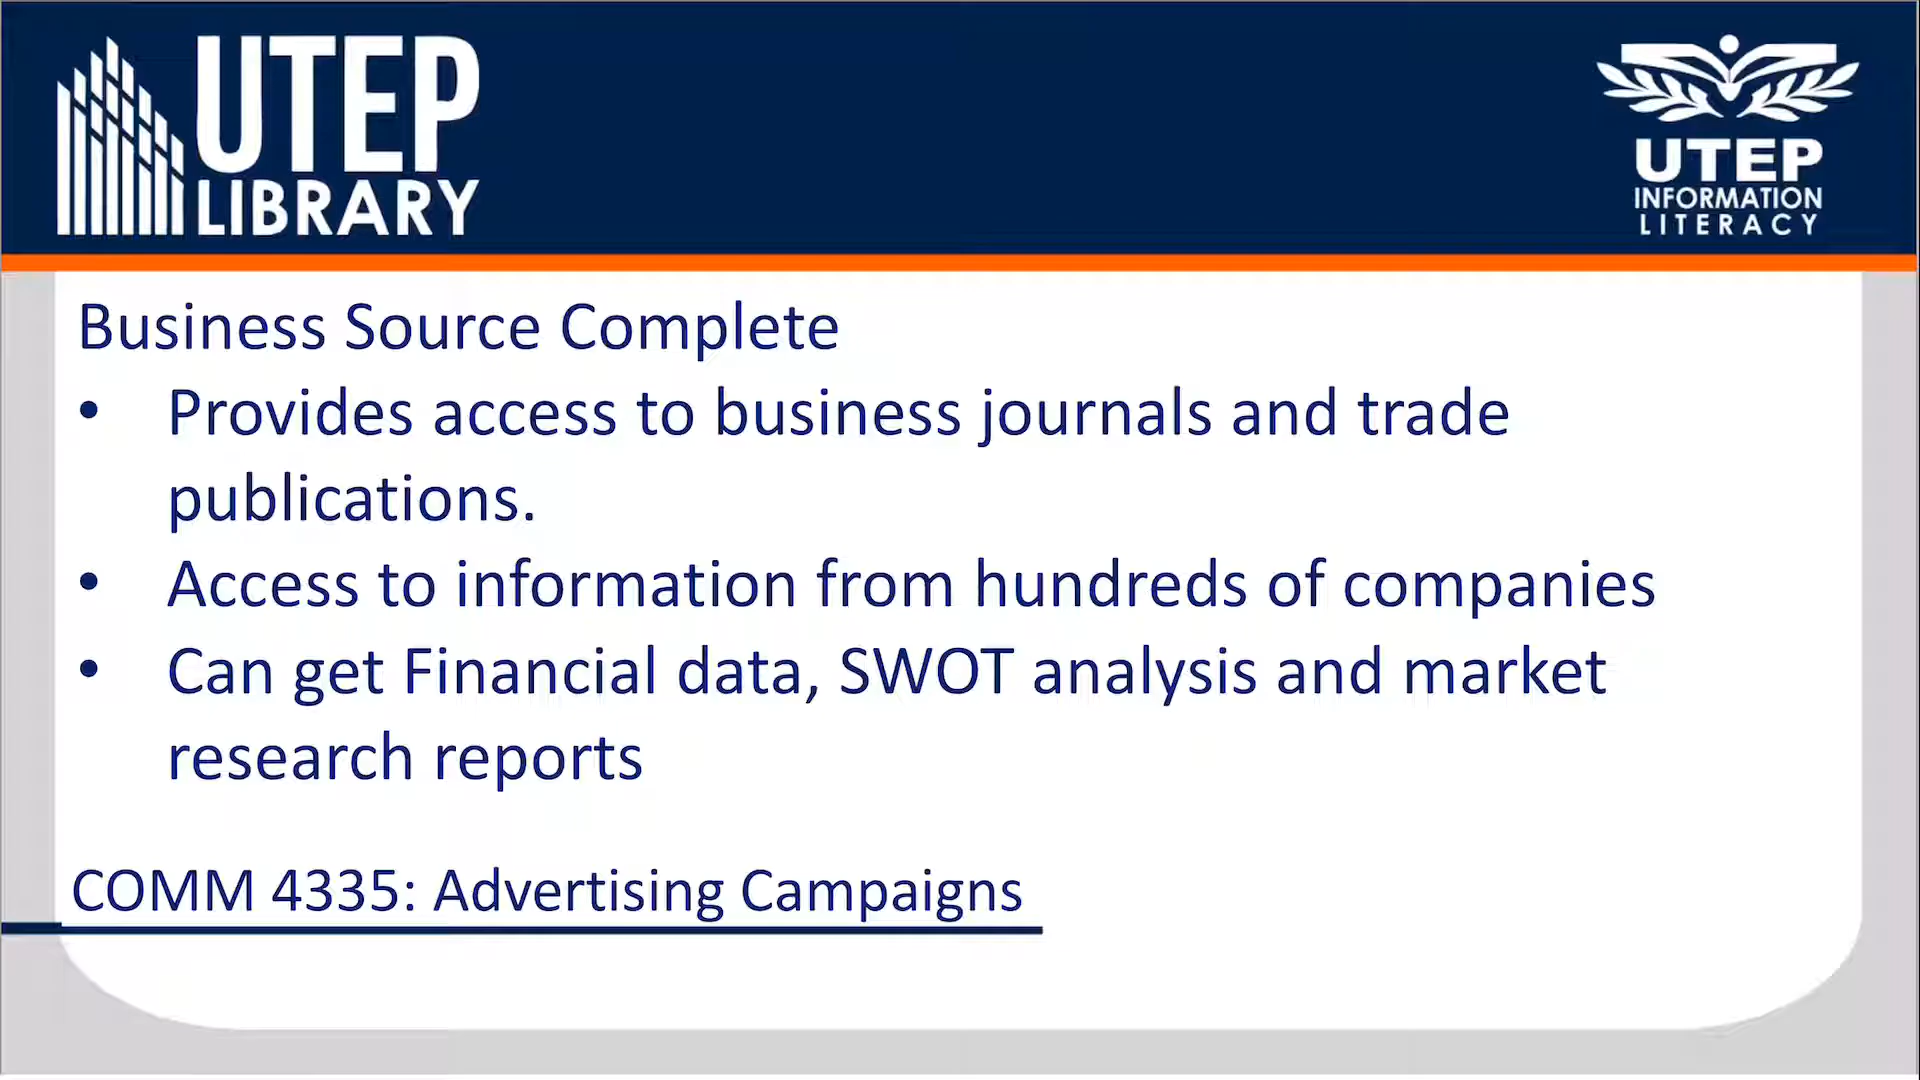 UTEP
LIBRARY
UTEP
INFORMATION
LITERACY
Business Source Complete
• Provides access to business journals and trade
publications.
• Access to information from hundreds of companies
• Can get Financial data, SWOT analysis and market
research reports
COMM 4335: Advertising Campaigns